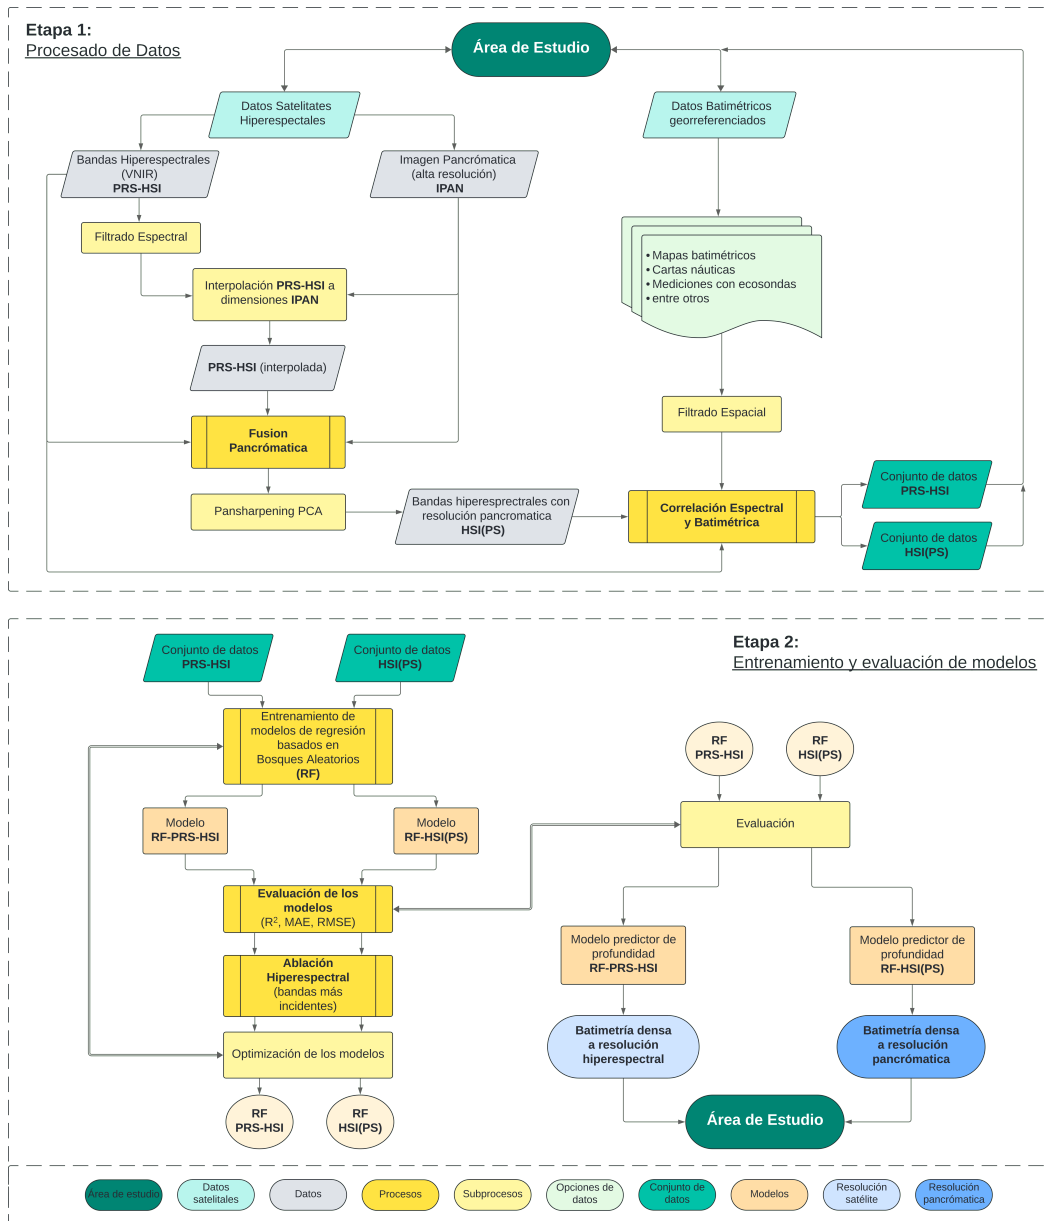 Etapa 1:
Procesado de Datos
Área de Estudio
Datos Satelitates
Hiperespectales
Datos Batimétricos
georreferenciados
Bandas Hiperespectrales
(VNIR)
PRS-HSI
Imagen Pancrómatica
(alta resolución)
IPAN
Filtrado Espectral
• Mapas batimétricos
• Cartas náuticas
• Mediciones con ecosondas
• entre otros
Interpolación PRS-HSI a
dimensiones IPAN
PRS-HSI (interpolada)
Filtrado Espacial
Fusion
Pancrómatica
Pansharpening PCA
Bandas hiperesprectrales con
resolución pancromatica
HSI(PS)
Correlación Espectral
y Batimétrica
Conjunto de datos
PRS-HSI
Conjunto de datos
HSI(PS)
Etapa 2:
Entrenamiento y evaluación de modelos
Conjunto de datos
PRS-HSI
Conjunto de datos
HSI(PS)
Entrenamiento de
modelos de regresión
basados en
Bosques Aleatorios
(RF)
Modelo
RF-PRS-HSI
Modelo
RF-HSI(PS)
Evaluación de los
modelos
(R², MAE, RMSE)
Ablación
Hiperespectral
(bandas más
incidentes)
Optimización de los modelos
RF
PRS-HSI
RF
HSI(PS)
RF
PRS-HSI
RF
HSI(PS)
Evaluación
Modelo predictor de
profundidad
RF-PRS-HSI
Modelo predictor de
profundidad
RF-HSI(PS)
Batimetría densa
a resolución
hiperespectral
Batimetría densa
a resolución
pancrómatica
Área de Estudio
Área de estudio
Datos
satelitales
Datos
Procesos
Subprocesos
Opciones de
datos
Conjunto de
datos
Modelos
Resolución
satélite
Resolución
pancrómatica